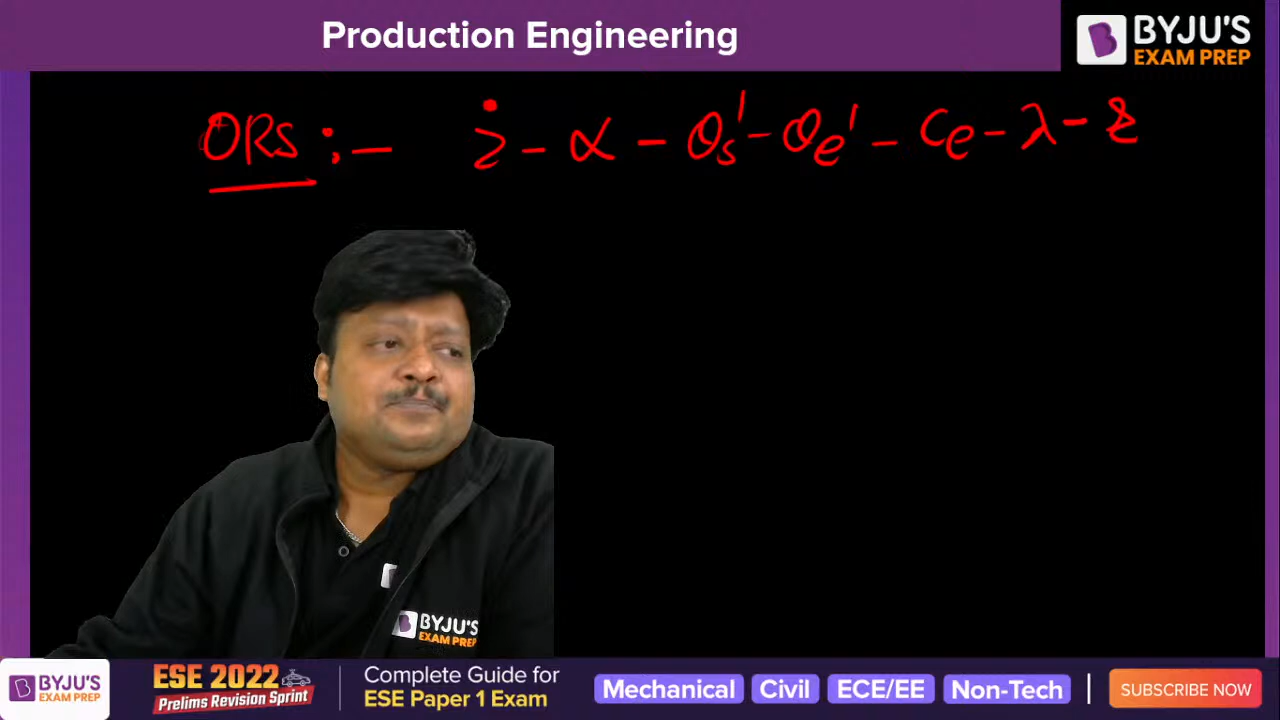 Production Engineering
BYJU'S
EXAM PREP
ORS :- i - α - θs' - θe' - Ce - λ - r
BYJU'S
EXAM PREP
BYJU'S
EXAM PREP
ESE 2022
Prelims Revision Sprint
Complete Guide for
ESE Paper 1 Exam
Mechanical Civil ECE/EE Non-Tech
SUBSCRIBE NOW